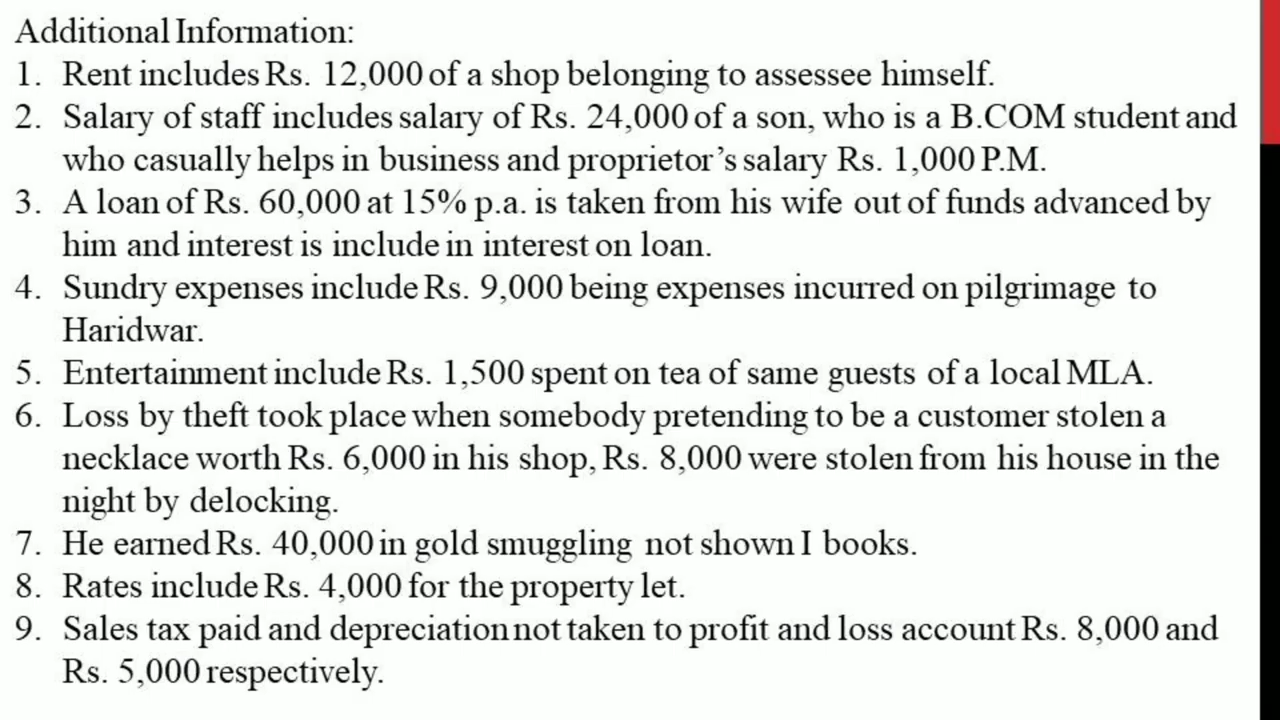 Additional Information:
1. Rent includes Rs. 12,000 of a shop belonging to assessee himself.
2. Salary of staff includes salary of Rs. 24,000 of a son, who is a B.COM student and
who casually helps in business and proprietor's salary Rs. 1,000 P.M.
3. A loan of Rs. 60,000 at 15% p.a. is taken from his wife out of funds advanced by
him and interest is include in interest on loan.
4. Sundry expenses include Rs. 9,000 being expenses incurred on pilgrimage to
Haridwar.
5. Entertainment include Rs. 1,500 spent on tea of same guests of a local MLA.
6. Loss by theft took place when somebody pretending to be a customer stolen a
necklace worth Rs. 6,000 in his shop, Rs. 8,000 were stolen from his house in the
night by delocking.
7. He earned Rs. 40,000 in gold smuggling not shown I books.
8. Rates include Rs. 4,000 for the property let.
9. Sales tax paid and depreciation not taken to profit and loss account Rs. 8,000 and
Rs. 5,000 respectively.